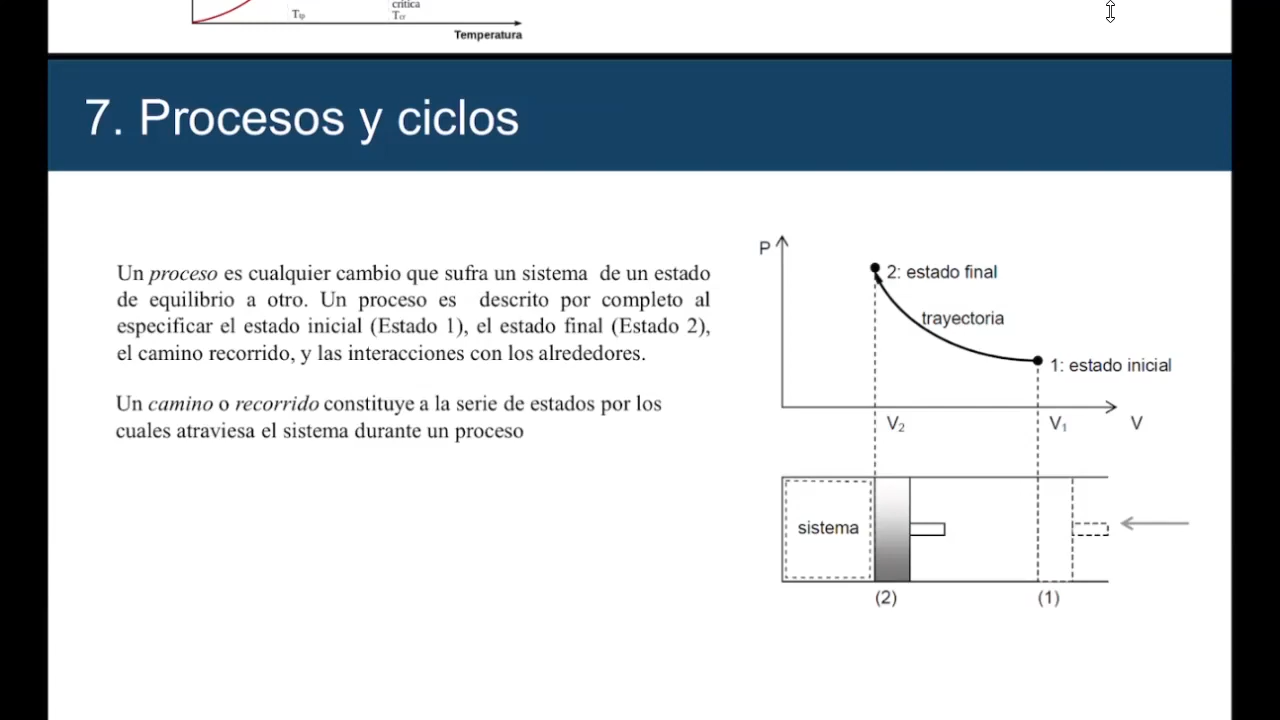 crítica
Ttp
Tcr
Temperatura
7. Procesos y ciclos
Un proceso es cualquier cambio que sufra un sistema de un estado
de equilibrio a otro. Un proceso es descrito por completo al
especificar el estado inicial (Estado 1), el estado final (Estado 2),
el camino recorrido, y las interacciones con los alrededores.
Un camino o recorrido constituye a la serie de estados por los
cuales atraviesa el sistema durante un proceso
P
2: estado final
trayectoria
1: estado inicial
V₂
V₁
V
sistema
(2)
(1)